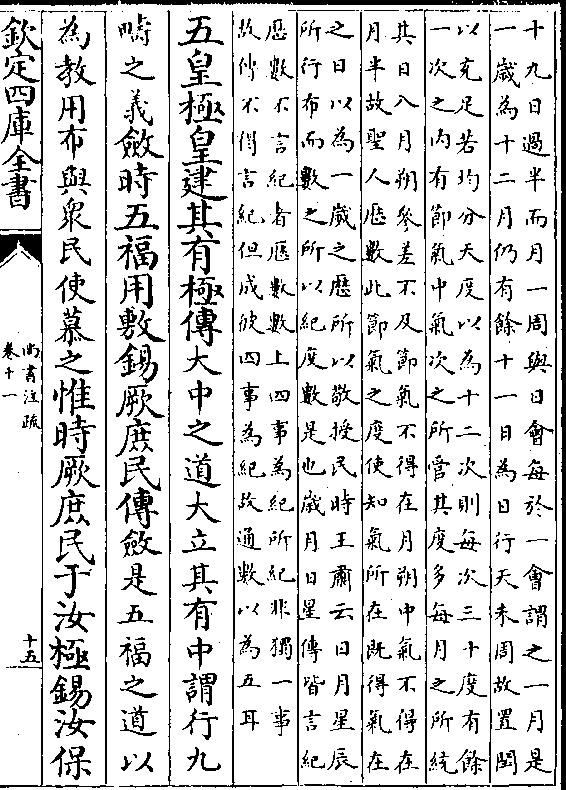 十九日過半而月一周與日會每於一會謂之一月是
一歲為十二月仍有餘十一日為日行天未周故置閏
以充足若均分天度以為十二次則每次三十度有餘
一次之内有節氣中氣次之所管其度多每月之所統
其日入月朔參差不及節氣不得在月朔中氣不得在
月半故聖人歷數此節氣之度使知氣所在既得氣在
之日以為一歲之歷所以敬授民時王肅云日月星辰
所行布而數之所以紀度數是也歲月日星傳皆言紀
歷數不言紀者歷數數上四事為紀所紀非獨一事
故傳不得言紀但成彼四事為紀故通數以為五耳
五皇極皇建其有極傳大中之道大立其有中謂行九
疇之義斂時五福用敷錫厥庶民傳斂是五福之道以
為教用布與衆民使慕之惟時厥庶民于汝極錫汝保
欽定四庫全書
尚書注疏
卷十一
十五